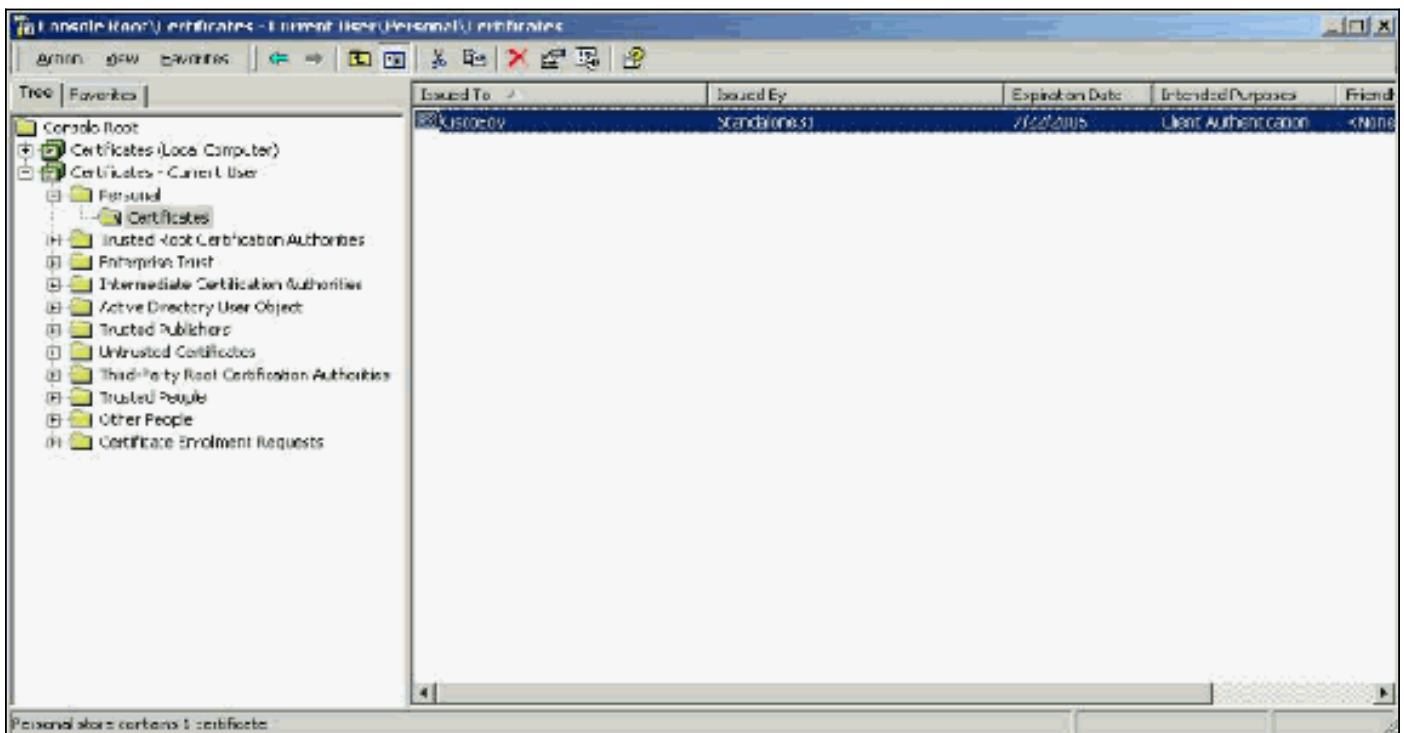 Console Root\Certificates - Current User\Personal\Certificates
Action View Favorites
Tree Favorites
Issued To Issued By Expiration Date Intended Purposes Friend
Console Root
Certificates (Local Computer)
Certificates - Current User
Personal
Certificates
Trusted Root Certification Authorities
Enterprise Trust
Intermediate Certification Authorities
Active Directory User Object
Trusted Publishers
Untrusted Certificates
Third-Party Root Certification Authorities
Trusted People
Other People
Certificate Enrolment Requests
Client Authentication <None
Personal store contains 1 certificate